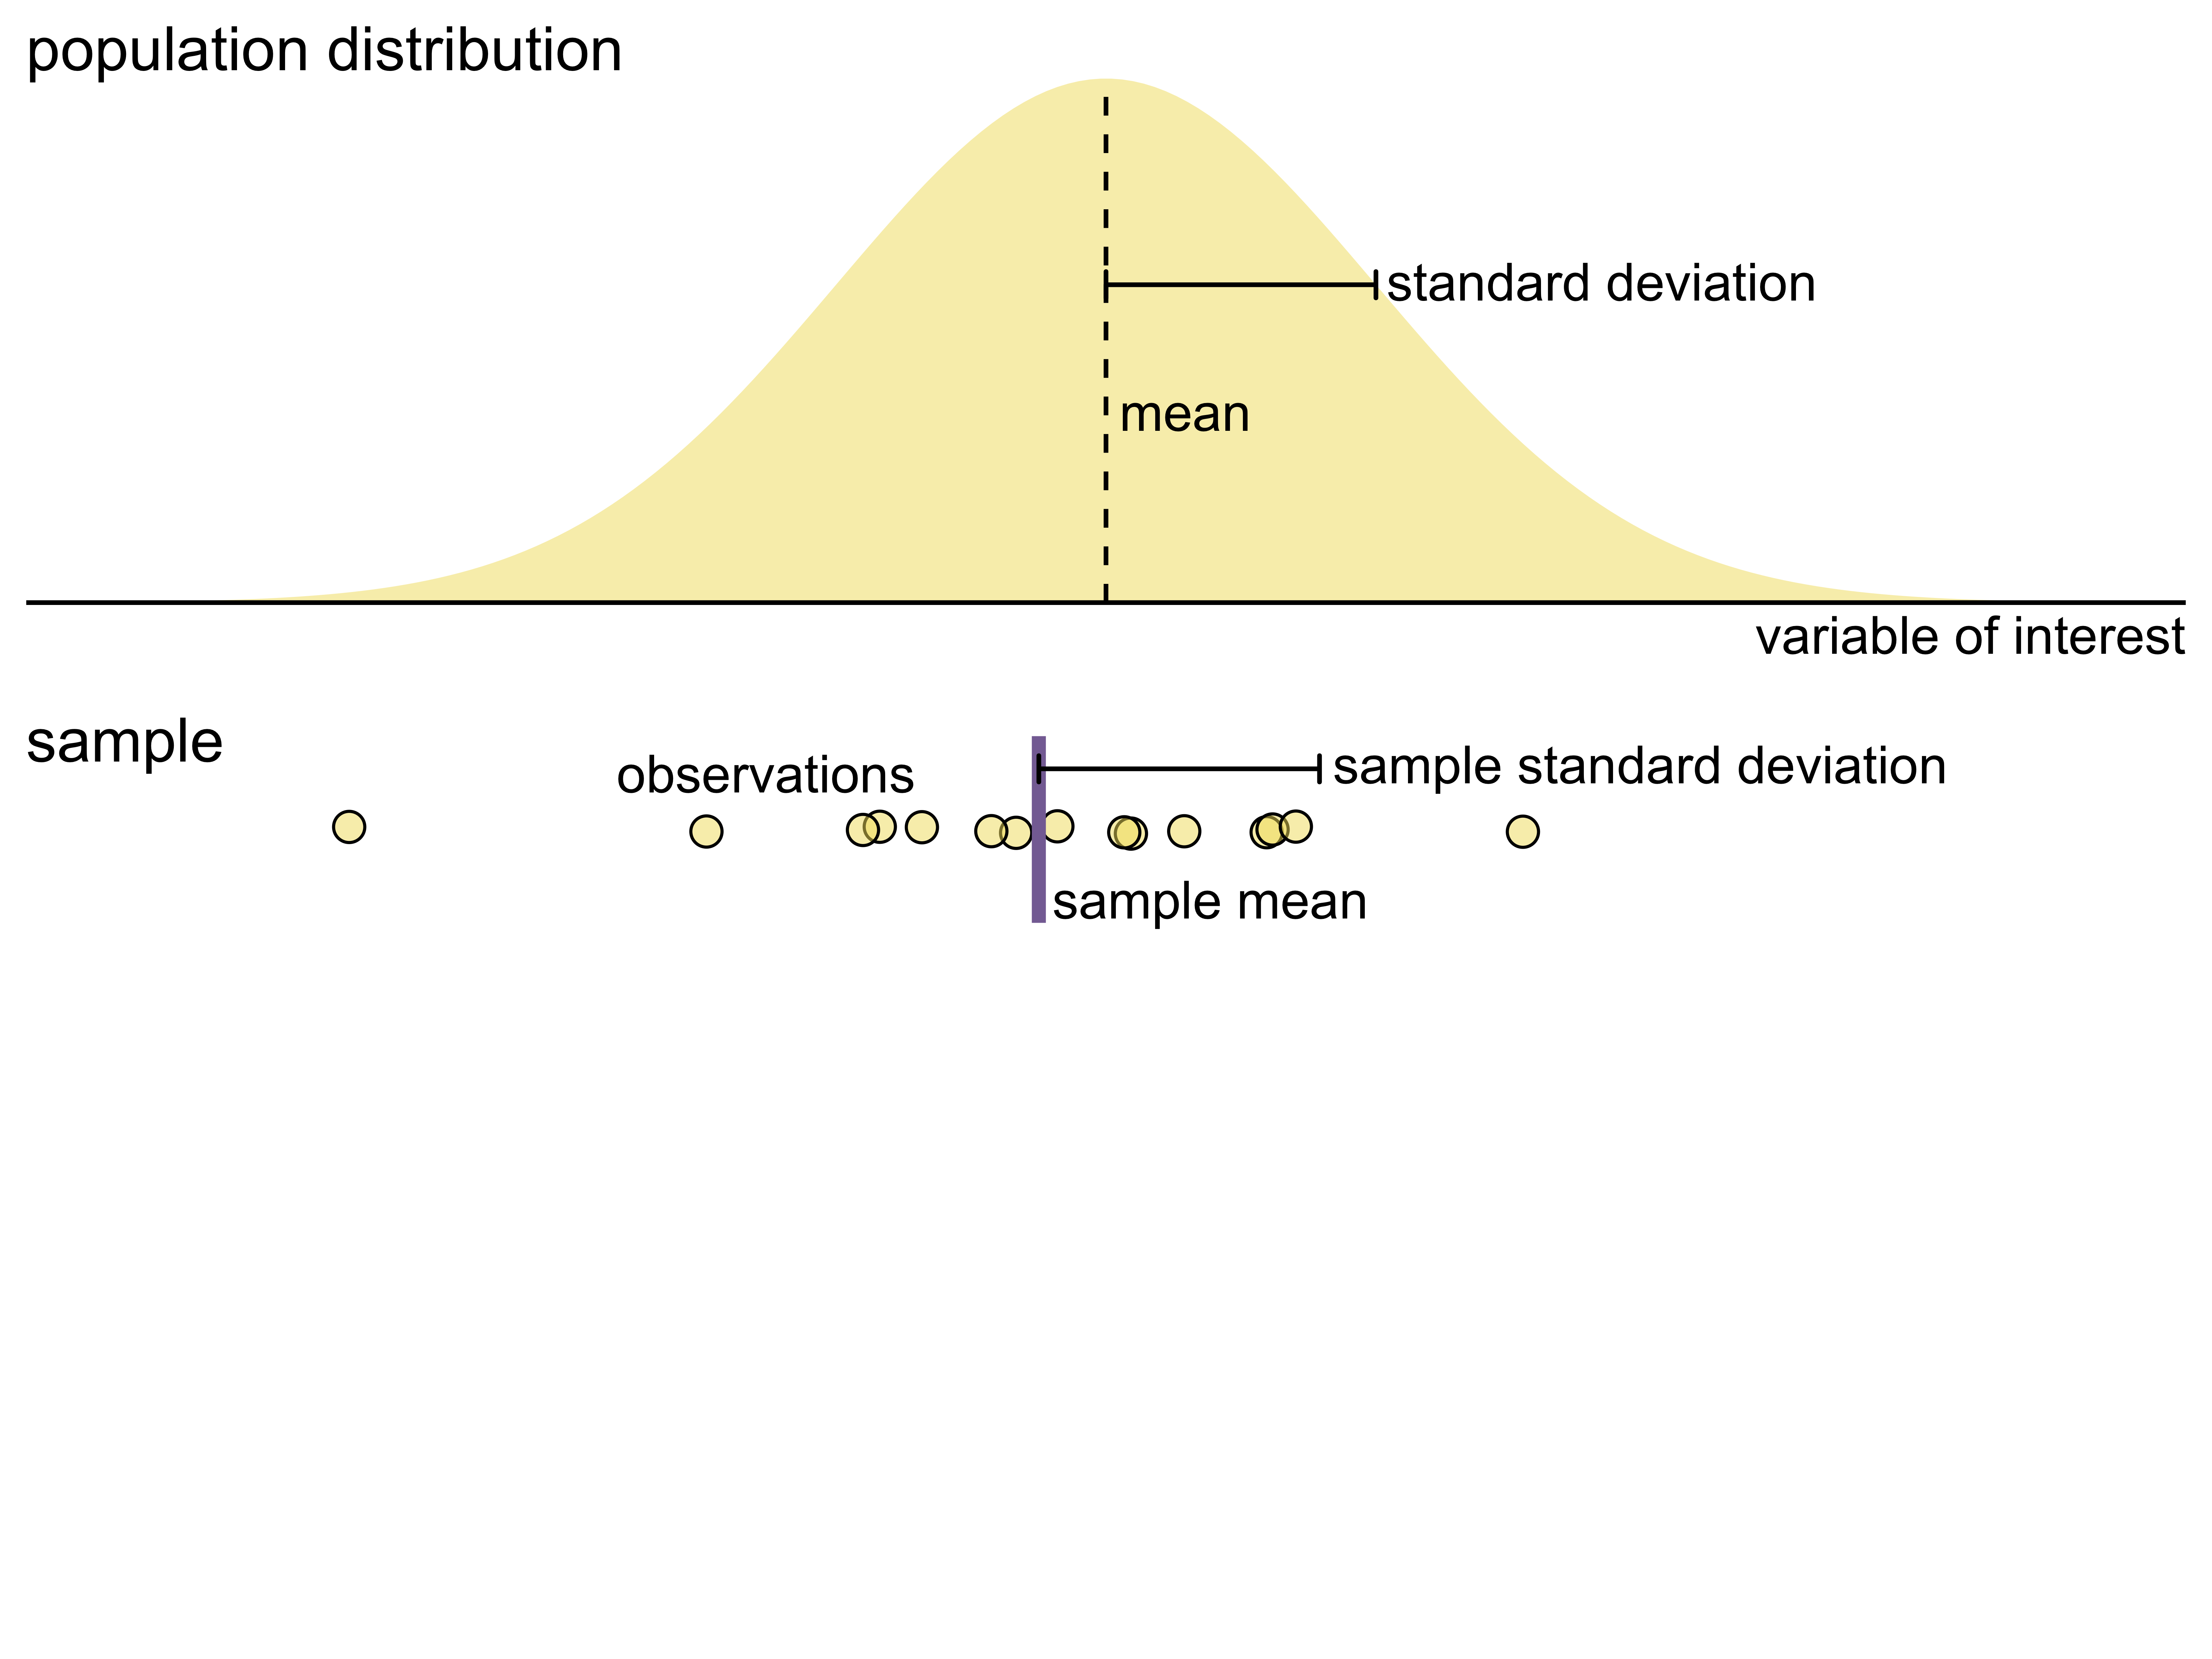 population distribution
standard deviation
mean
variable of interest
sample
observations
sample standard deviation
sample mean